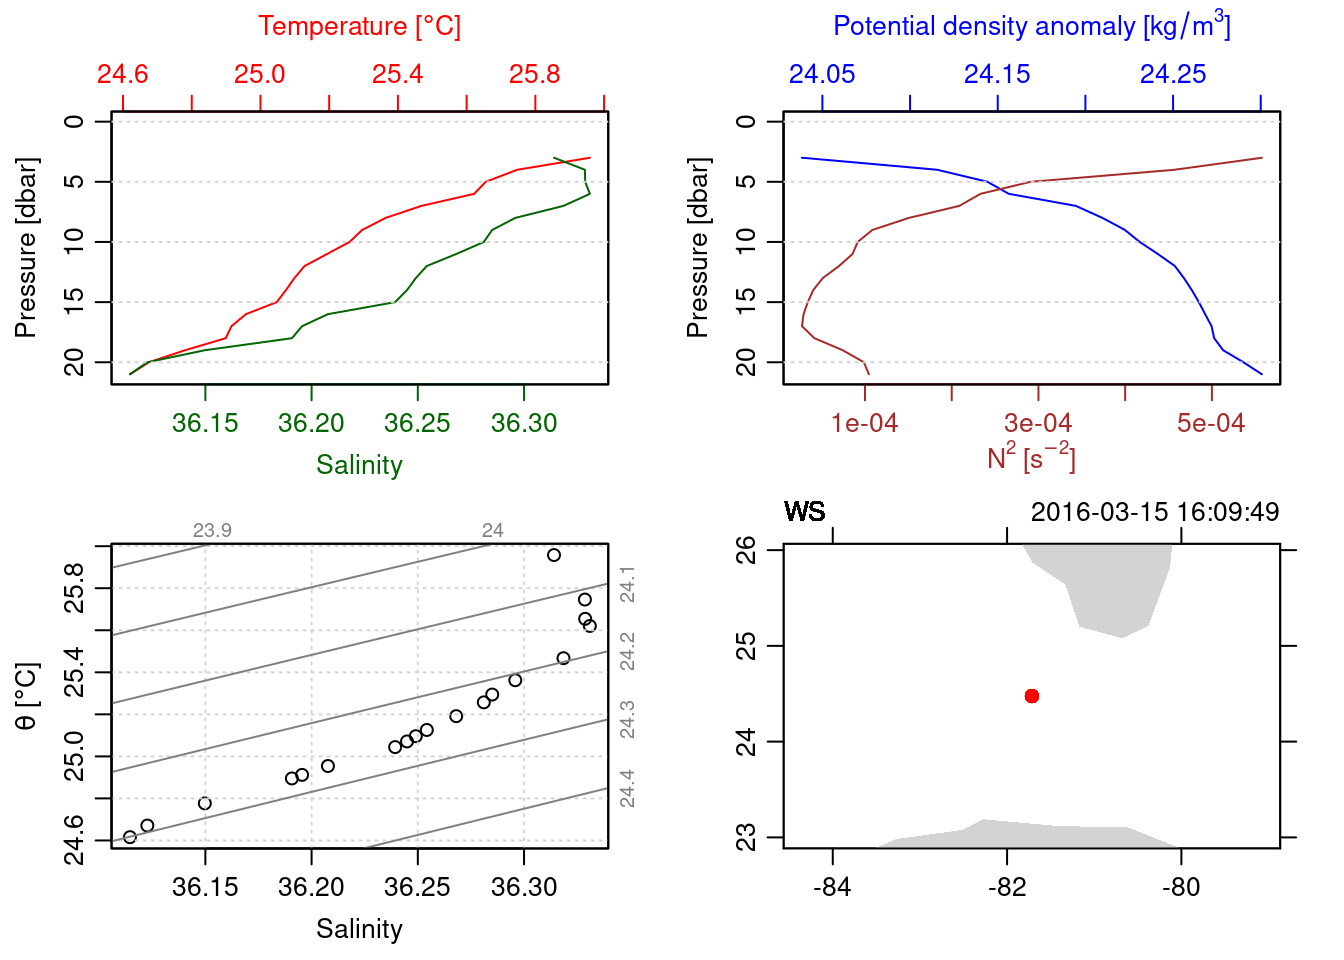 Temperature [°C]
24.6 25.0 25.4 25.8
Pressure [dbar]
0
5
10
15
20
36.15 36.20 36.25 36.30
Salinity
Potential density anomaly [kg/m³]
24.05 24.15 24.25
Pressure [dbar]
0
5
10
15
20
1e-04 3e-04 5e-04
N² [s⁻²]
23.9 24
24.1
24.2
24.3
24.4
θ [°C]
25.8
25.4
25.0
24.6
36.15 36.20 36.25 36.30
Salinity
WS 2016-03-15 16:09:49
26
25
24
23
-84 -82 -80